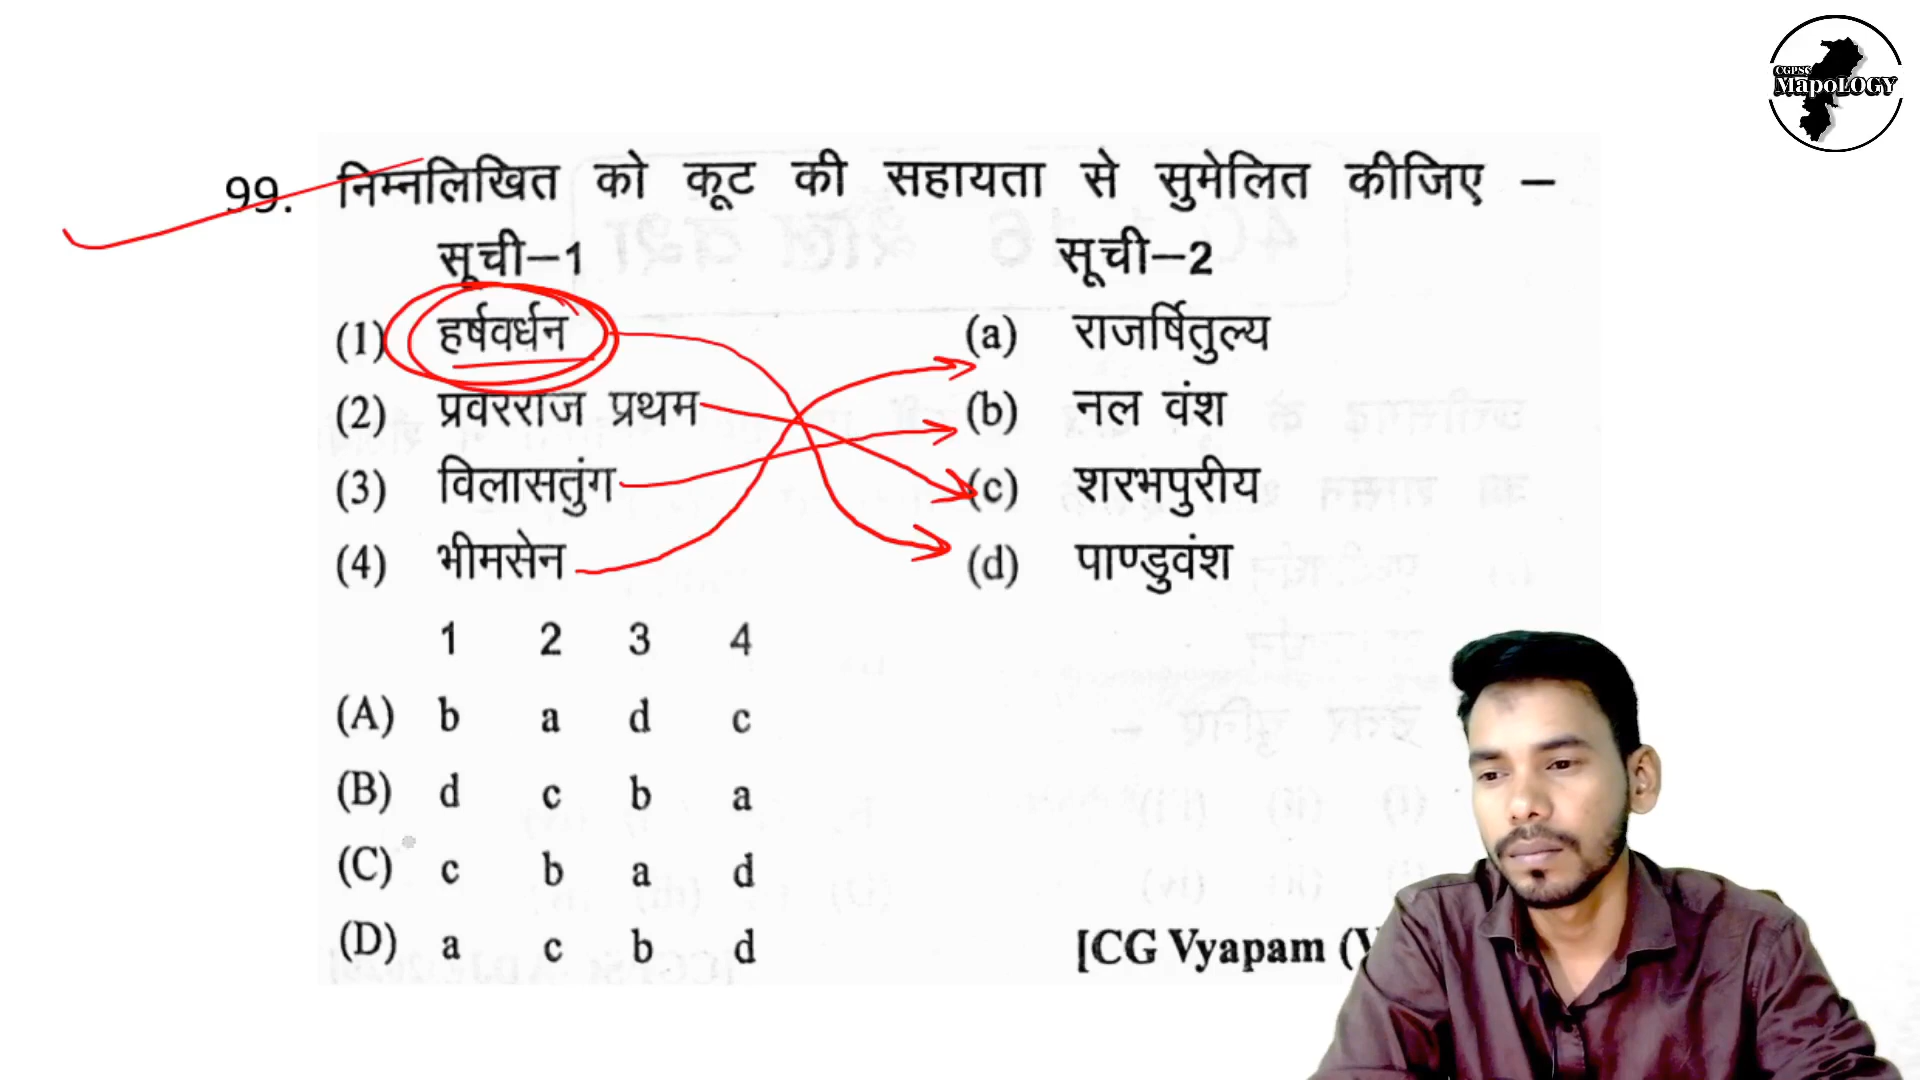 CGPSC
MapoLOGY
99. निम्नलिखित को कूट की सहायता से सुमेलित कीजिए –
सूची–1 सूची–2
(1) हर्षवर्धन (a) राजर्षितुल्य
(2) प्रवरराज प्रथम (b) नल वंश
(3) विलासतुंग (c) शरभपुरीय
(4) भीमसेन (d) पाण्डुवंश
1 2 3 4
(A) b a d c
(B) d c b a
(C) c b a d
(D) a c b d
[CG Vyapam (